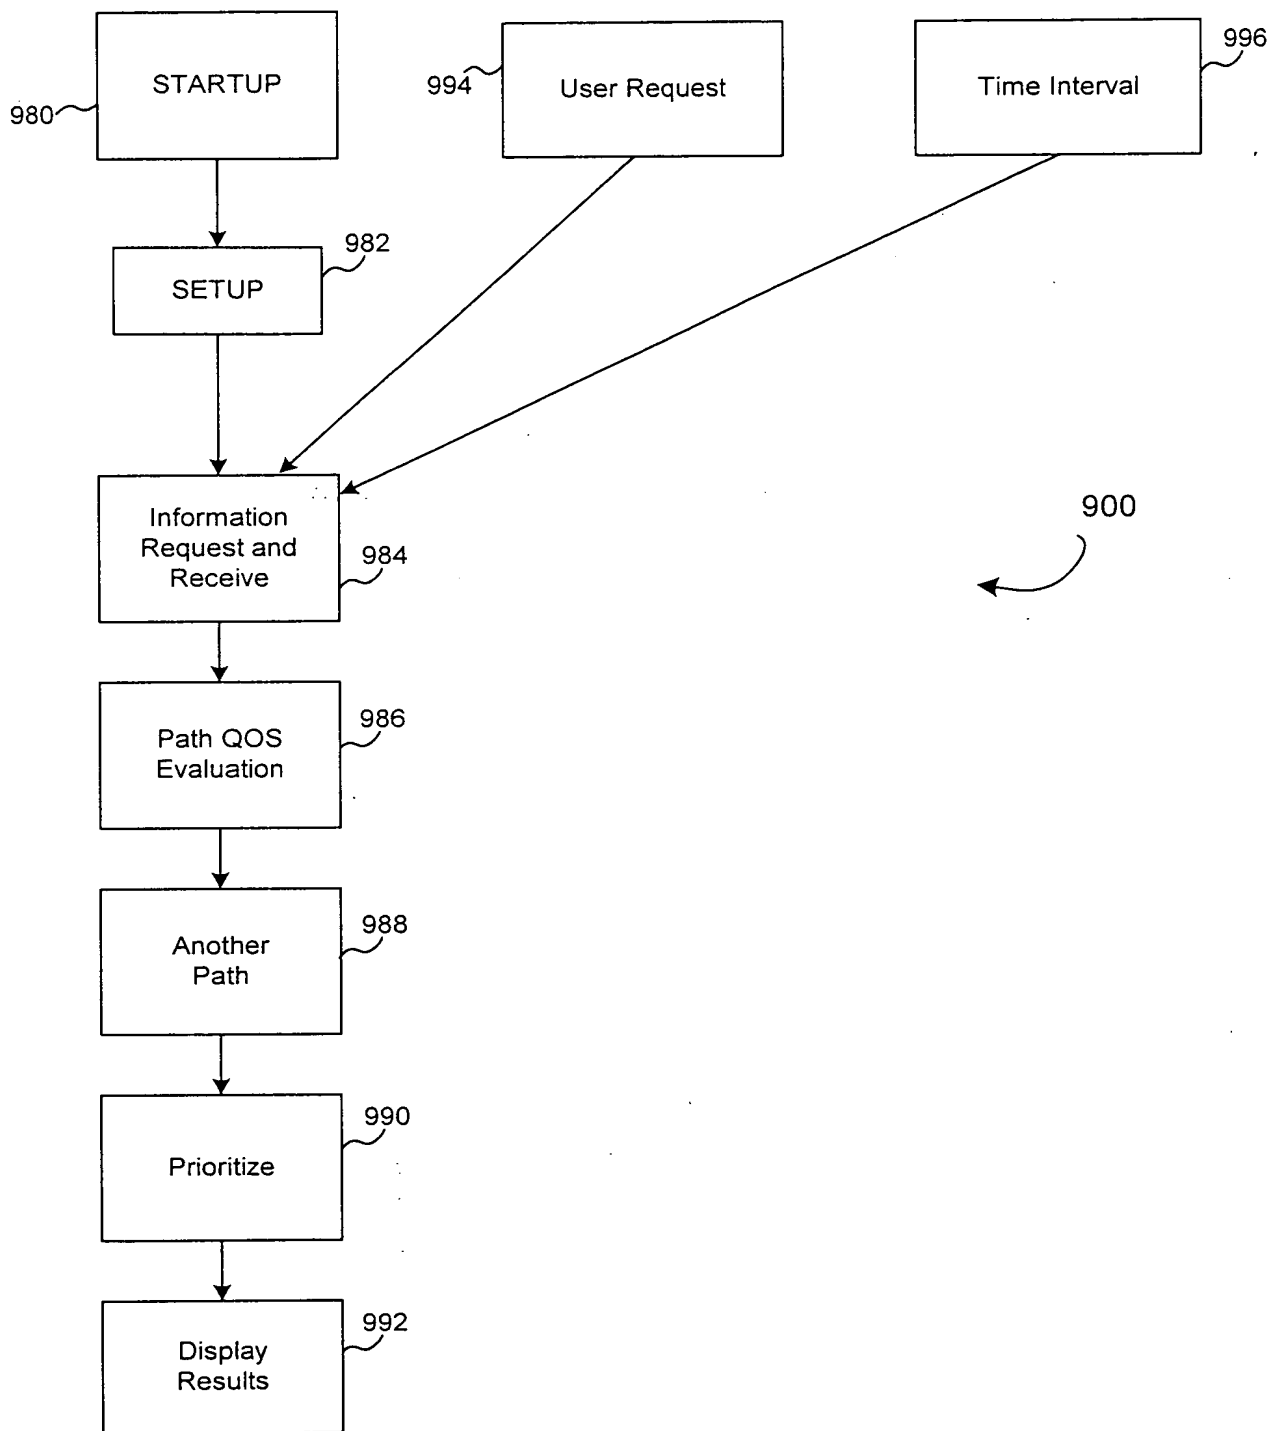 STARTUP
980
994
User Request
996
Time Interval
982
SETUP
Information
Request and
Receive
984
900
Path QOS
Evaluation
986
Another
Path
988
Prioritize
990
Display
Results
992